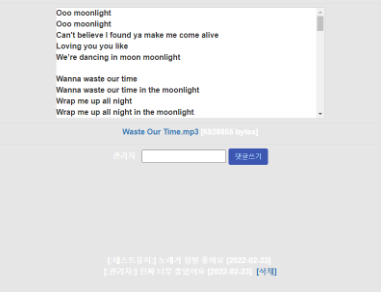 Ooo moonlight
Ooo moonlight
Can't believe I found ya make me come alive
Loving you you like
We're dancing in moon moonlight
Wanna waste our time
Wanna waste our time in the moonlight
Wrap me up all night
Wrap me up all night in the moonlight
Waste Our Time.mp3 bytes]
관리자 댓글쓰기
[테스트유저:] 노래가 정말 좋아요 [2022-02-23]
[관리자:] 진짜 너무 좋았어요 [2022-02-23] [삭제]